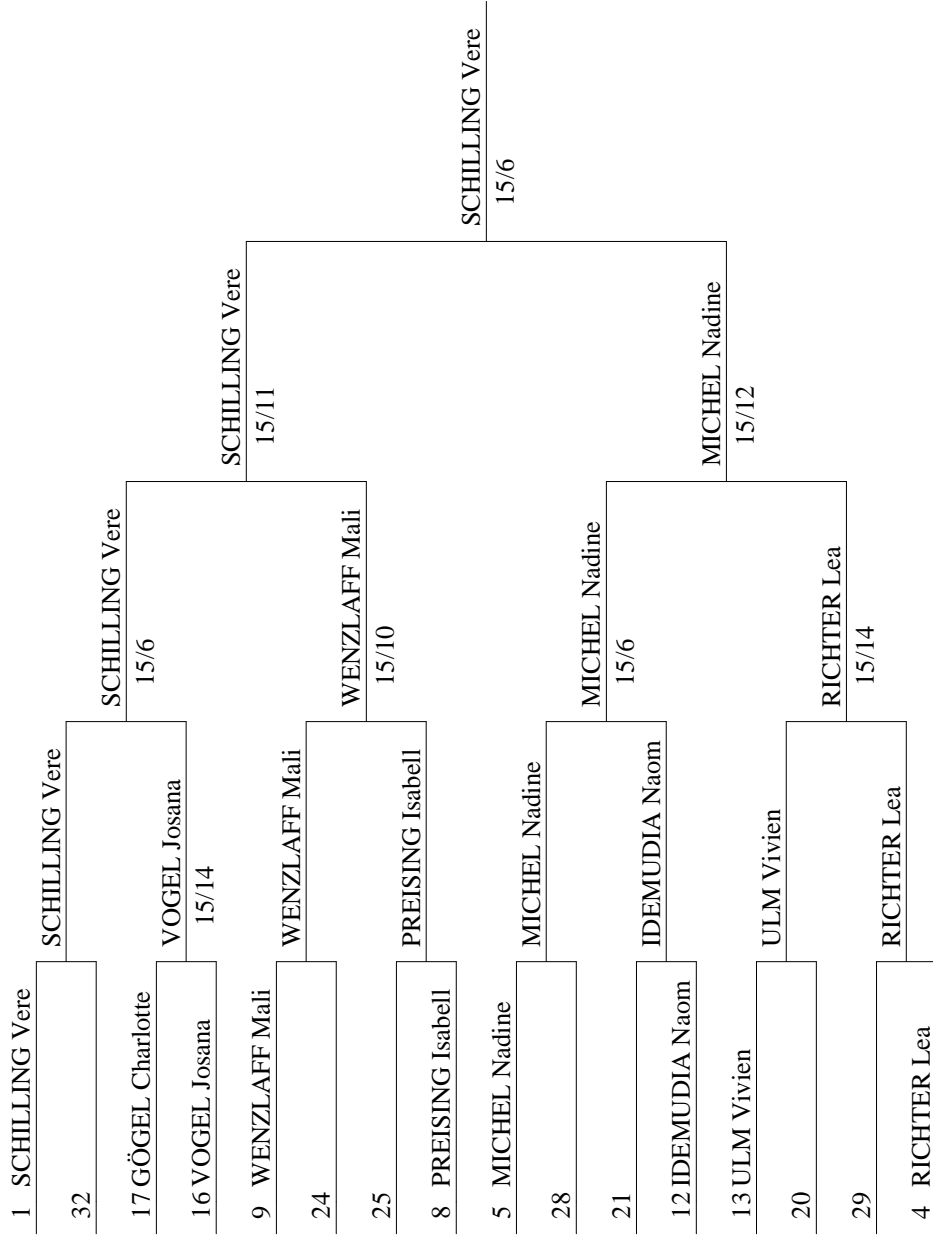 1 SCHILLING Vere
32
17 GÖGEL Charlotte
16 VOGEL Josana
9 WENZLAFF Mali
24
25
8 PREISING Isabell
5 MICHEL Nadine
28
21
12 IDEMUDIA Naom
13 ULM Vivien
20
29
4 RICHTER Lea
SCHILLING Vere
VOGEL Josana
15/14
WENZLAFF Mali
PREISING Isabell
MICHEL Nadine
IDEMUDIA Naom
ULM Vivien
RICHTER Lea
SCHILLING Vere
15/6
WENZLAFF Mali
15/10
MICHEL Nadine
15/6
RICHTER Lea
15/14
SCHILLING Vere
15/11
MICHEL Nadine
15/12
SCHILLING Vere
15/6